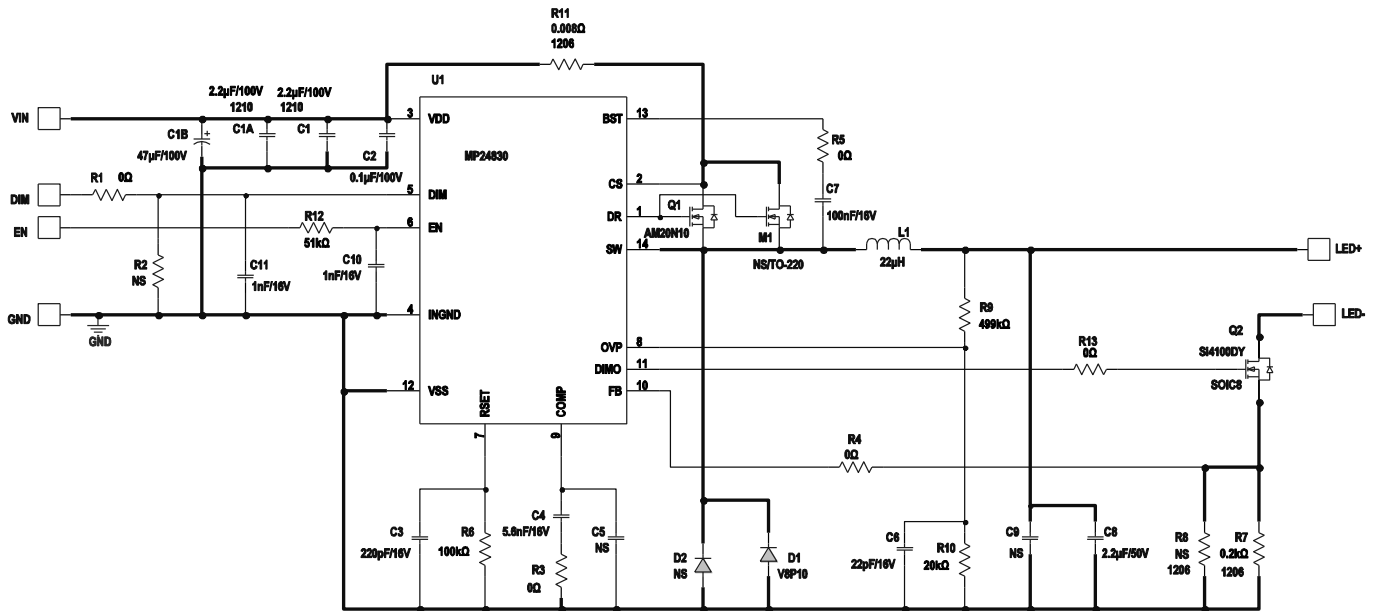 R11
0.008Ω
1206
U1
2.2µF/100V
1210
2.2µF/100V
1210
VIN
3
VDD
BST
13
C1B
47µF/100V
C1A
C1
C2
0.1µF/100V
MP24830
R5
0Ω
R1
0Ω
DIM
5
DIM
CS
2
C7
100nF/16V
EN
R12
51kΩ
6
EN
DR
1
Q1
AM20N10
M1
NS/TO-220
SW
14
L1
22µH
LED+
R2
NS
C11
1nF/16V
C10
1nF/16V
GND
GND
4
INGND
R9
499kΩ
LED-
Q2
SI4100DY
SOIC8
OVP
8
R13
0Ω
DIMO
11
12
VSS
FB
10
RSET
7
COMP
9
R4
0Ω
C3
220pF/16V
R6
100kΩ
C4
5.6nF/16V
R3
0Ω
C5
NS
D2
NS
D1
V8P10
C6
22pF/16V
R10
20kΩ
C9
NS
C8
2.2µF/50V
R8
NS
1206
R7
0.2kΩ
1206